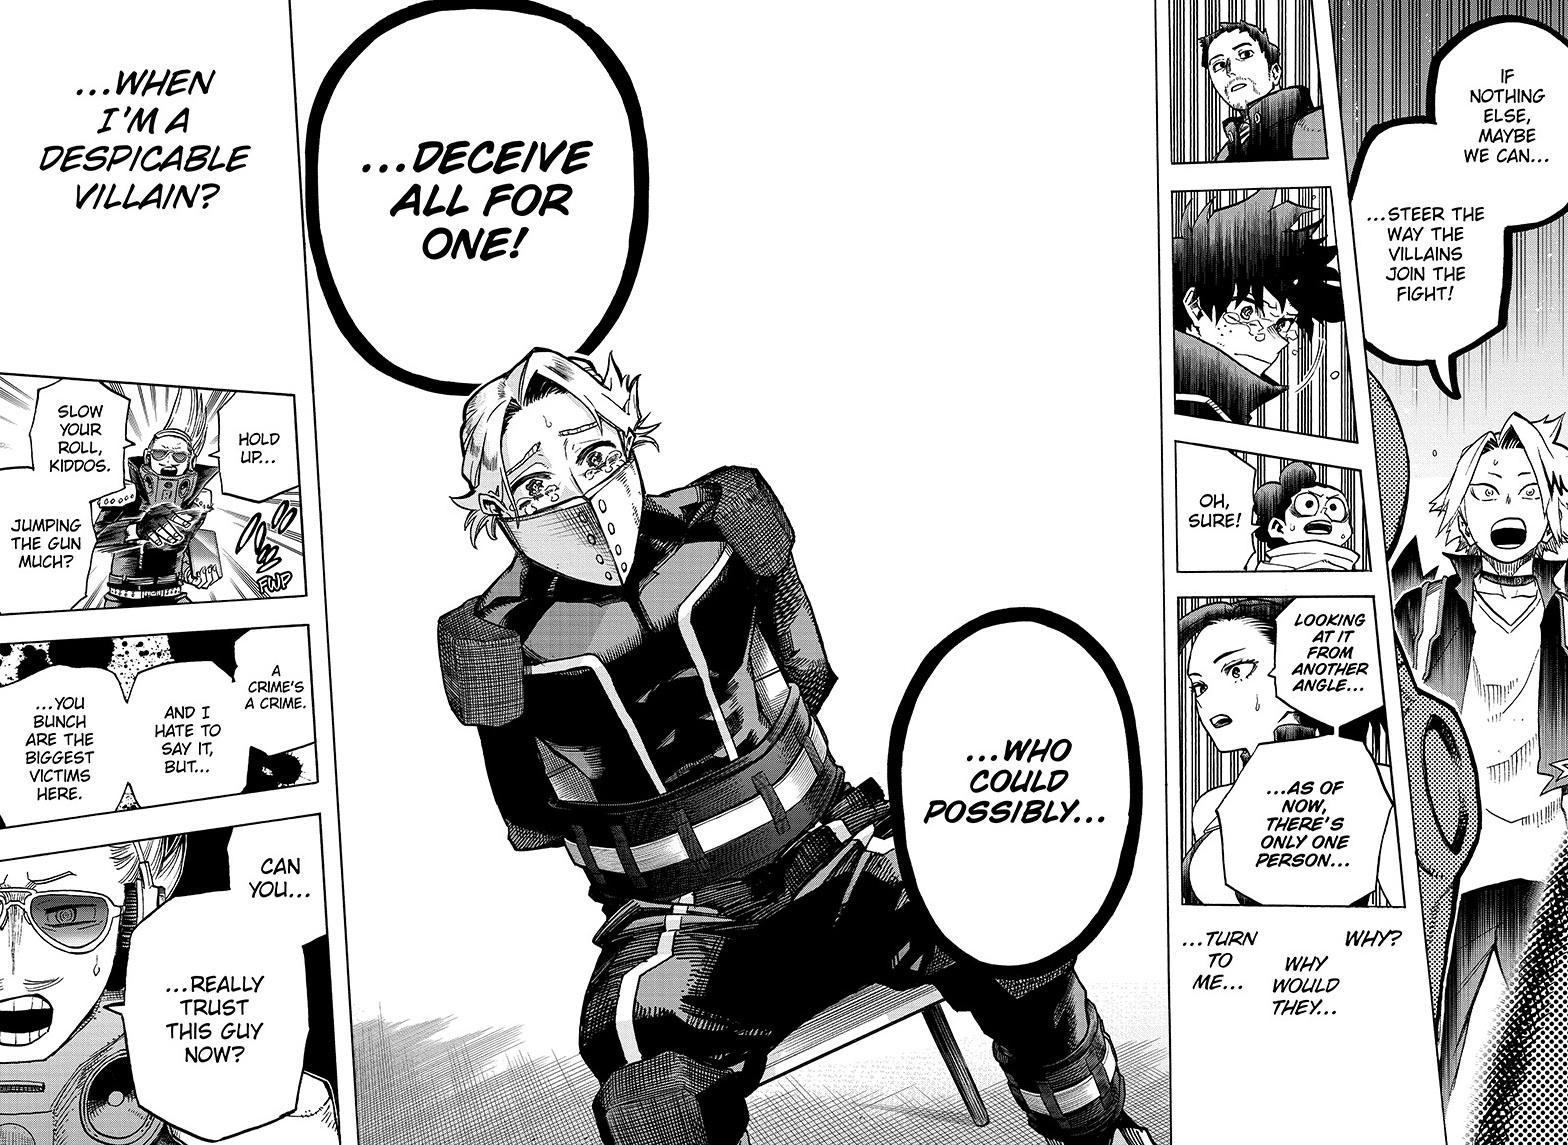 IF
NOTHING
ELSE,
MAYBE
WE CAN...
...STEER THE
WAY THE
VILLAINS
JOIN THE
FIGHT!
OH,
SURE!
LOOKING
AT IT
FROM
ANOTHER
ANGLE...
...AS OF
NOW,
THERE'S
ONLY ONE
PERSON...
WHY?
WHY
WOULD
THEY...
...TURN
TO
ME...
...WHO
COULD
POSSIBLY...
...DECEIVE
ALL FOR
ONE!
...WHEN
I'M A
DESPICABLE
VILLAIN?
HOLD
UP...
FWP
SLOW
YOUR
ROLL,
KIDDOS.
JUMPING
THE GUN
MUCH?
A
CRIME'S
A CRIME.
AND I
HATE TO
SAY IT,
BUT...
...YOU
BUNCH
ARE THE
BIGGEST
VICTIMS
HERE.
CAN
YOU...
...REALLY
TRUST
THIS GUY
NOW?